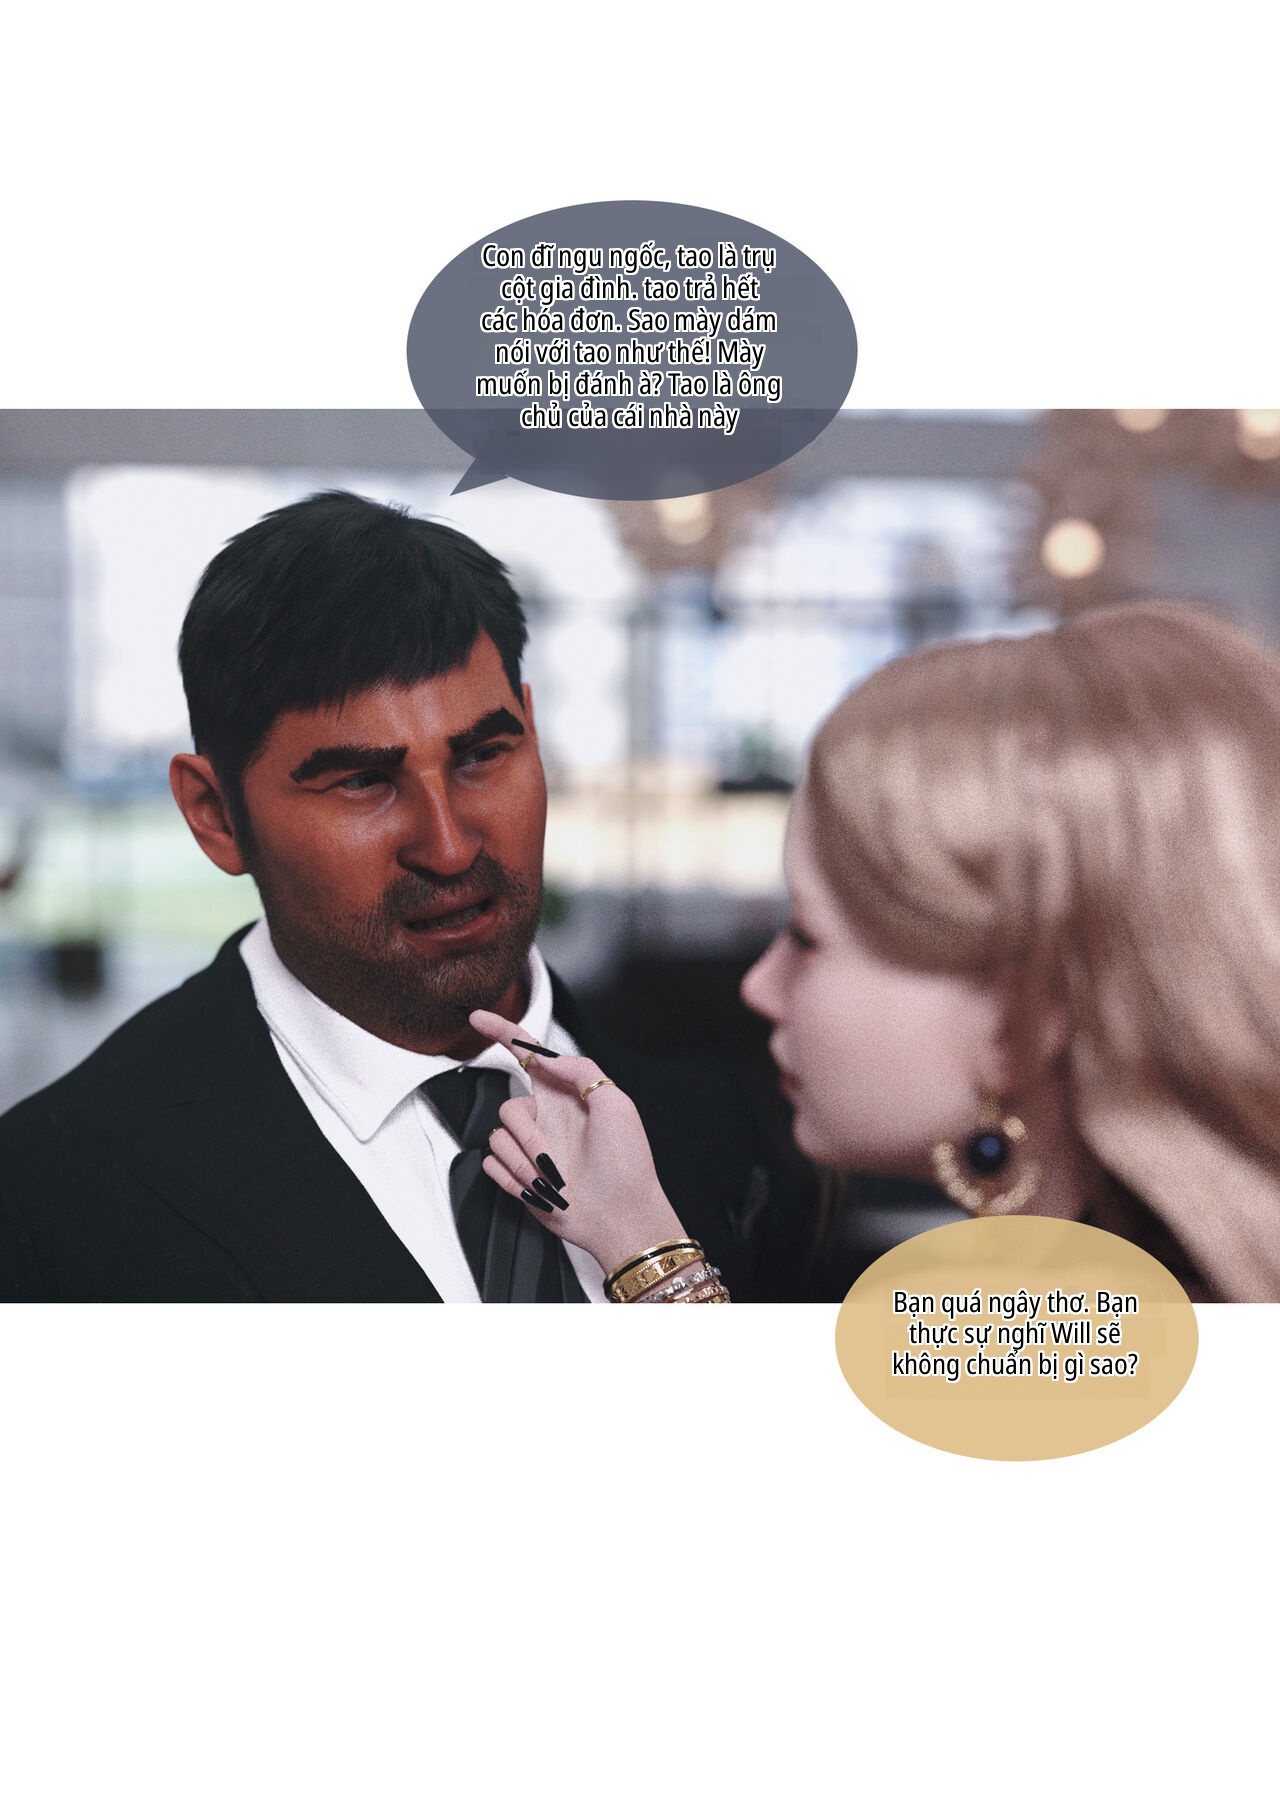 Con đĩ ngu ngốc, tao là trụ
cột gia đình. tao trả hết
các hóa đơn. Sao mày dám
nói với tao như thế! Mày
muốn bị đánh à? Tao là ông
chủ của cái nhà này
Bạn quá ngây thơ. Bạn
thực sự nghĩ Will sẽ
không chuẩn bị gì sao?